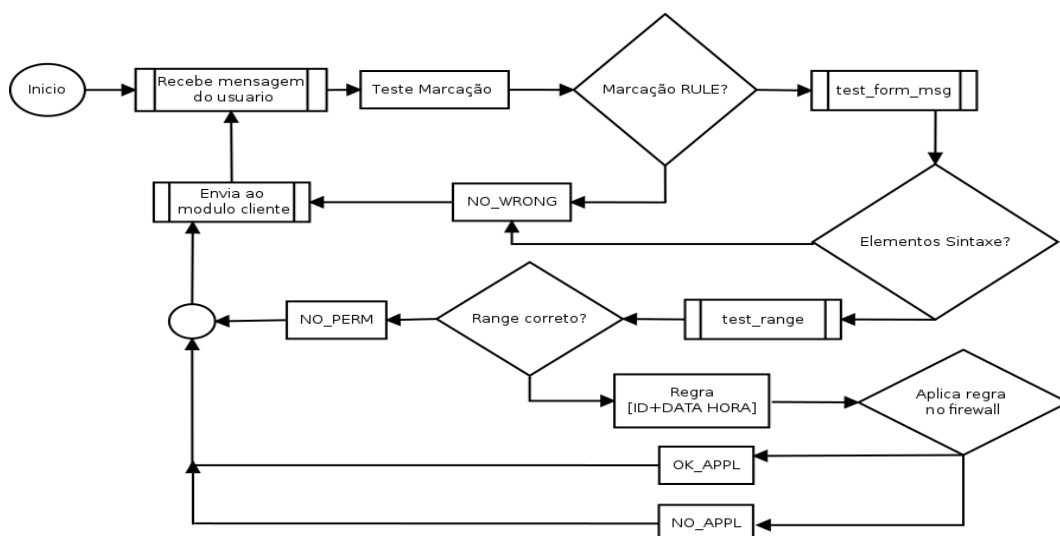 Inicio
Recebe mensagem
do usuario
Teste Marcação
Marcação RULE?
test_form_msg
Envia ao
modulo cliente
NO_WRONG
Elementos Sintaxe?
NO_PERM
Range correto?
test_range
Regra
[ID+DATA HORA]
Aplica regra
no firewall
OK_APPL
NO_APPL